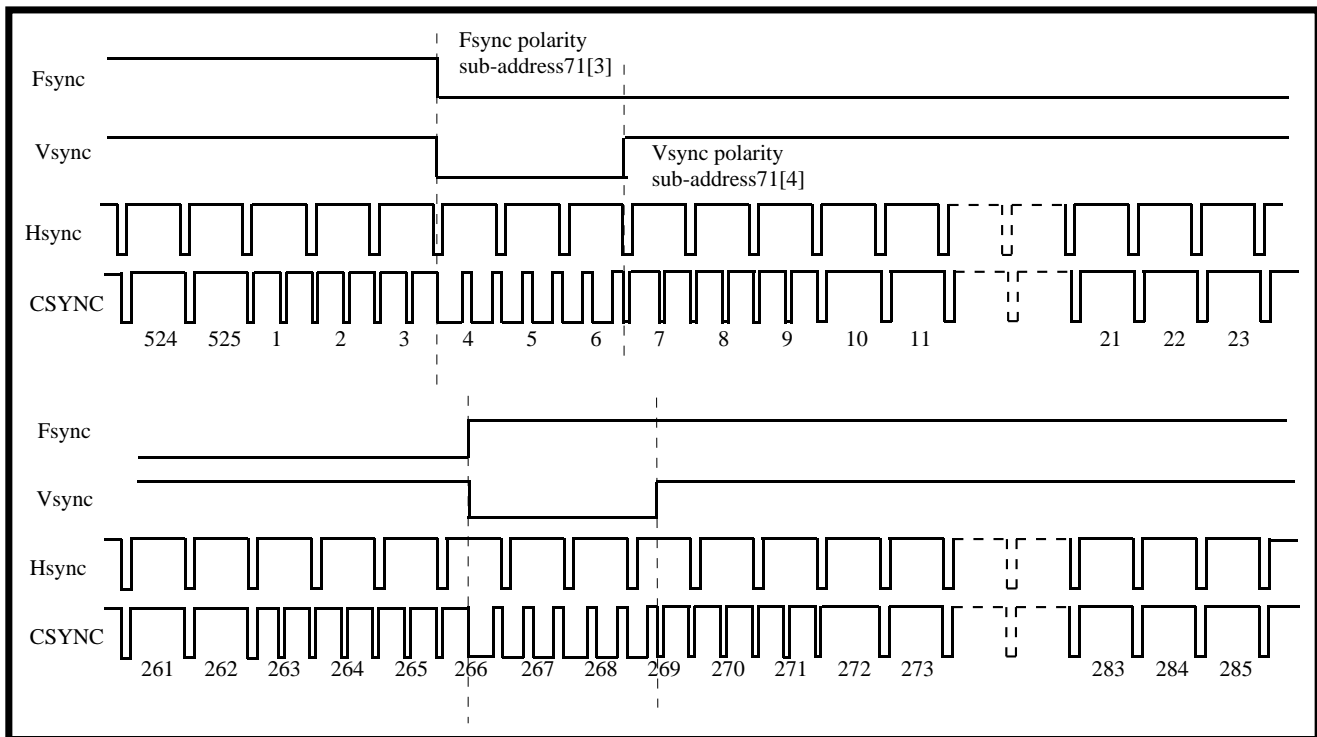 Fsync polarity
sub-address71[3]
Fsync
Vsync
Vsync polarity
sub-address71[4]
Hsync
CSYNC
524 525 1 2 3 4 5 6 7 8 9 10 11 21 22 23
Fsync
Vsync
Hsync
CSYNC
261 262 263 264 265 266 267 268 269 270 271 272 273 283 284 285